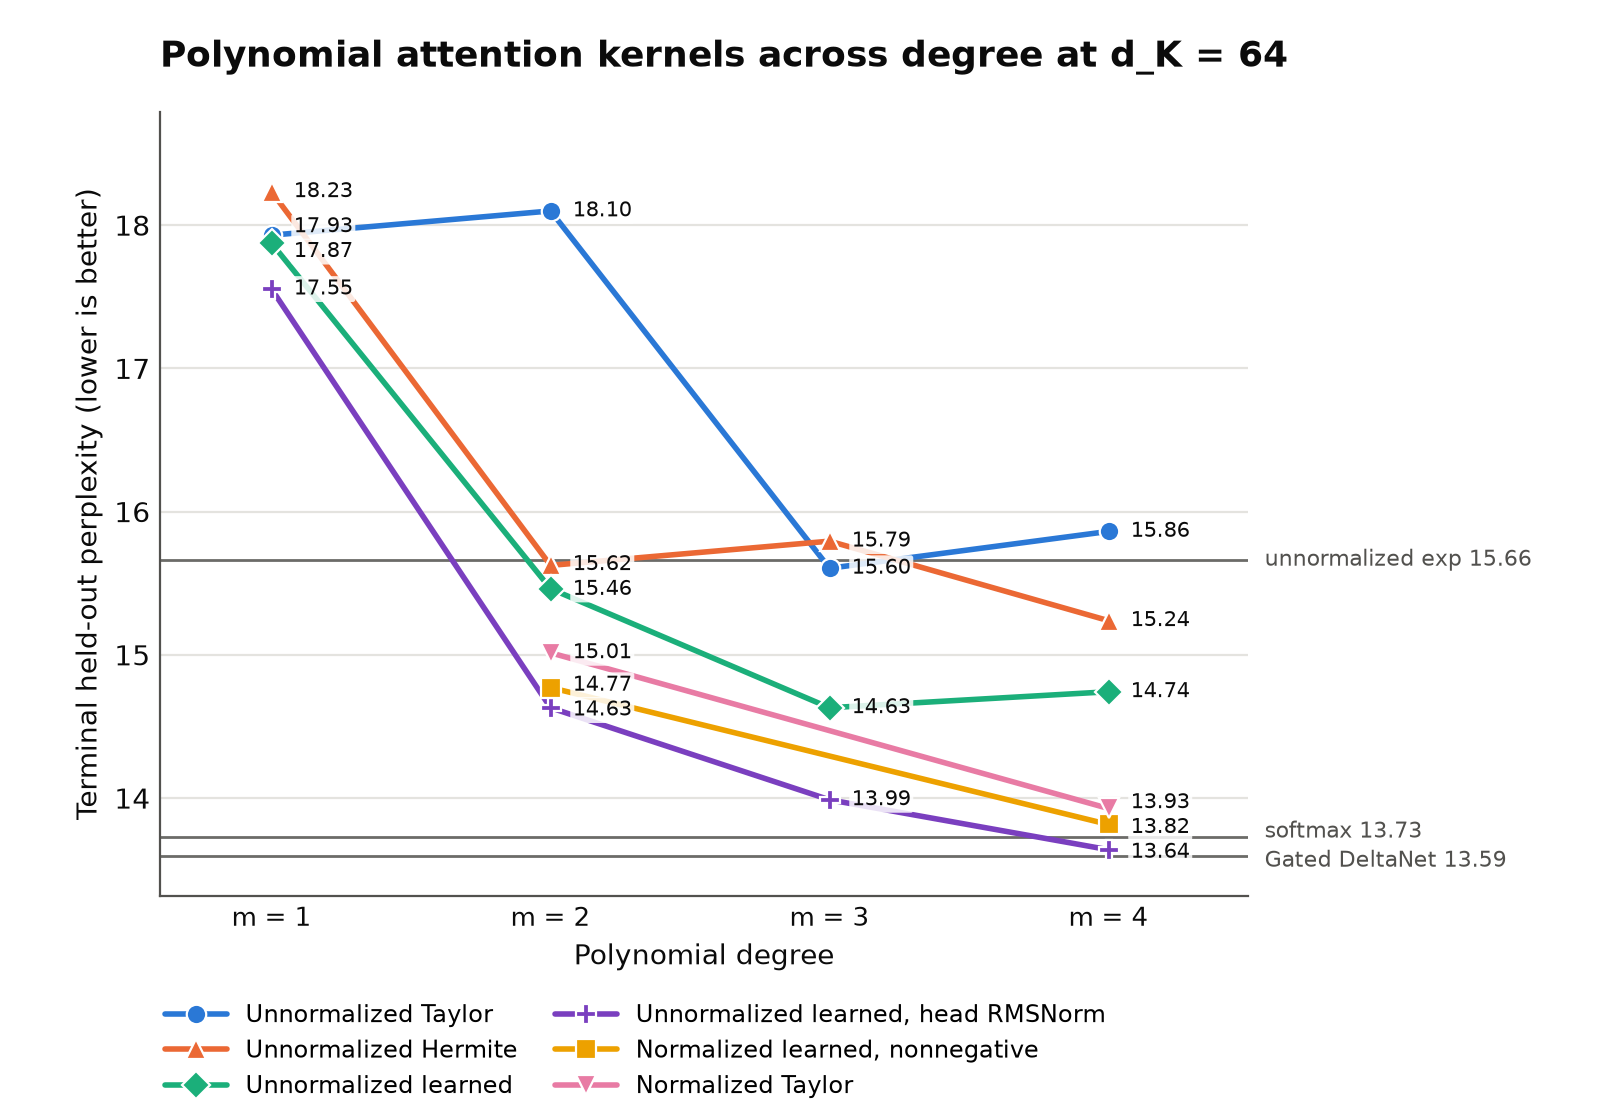 Polynomial attention kernels across degree at d_K = 64
Terminal held-out perplexity (lower is better)
18
17
16
15
14
18.23
17.93
17.87
17.55
18.10
15.62
15.46
15.01
14.77
14.63
15.79
15.60
14.63
13.99
15.86
15.24
14.74
13.93
13.82
13.64
unnormalized exp 15.66
softmax 13.73
Gated DeltaNet 13.59
m = 1
m = 2
m = 3
m = 4
Polynomial degree
Unnormalized Taylor
Unnormalized Hermite
Unnormalized learned
Unnormalized learned, head RMSNorm
Normalized learned, nonnegative
Normalized Taylor